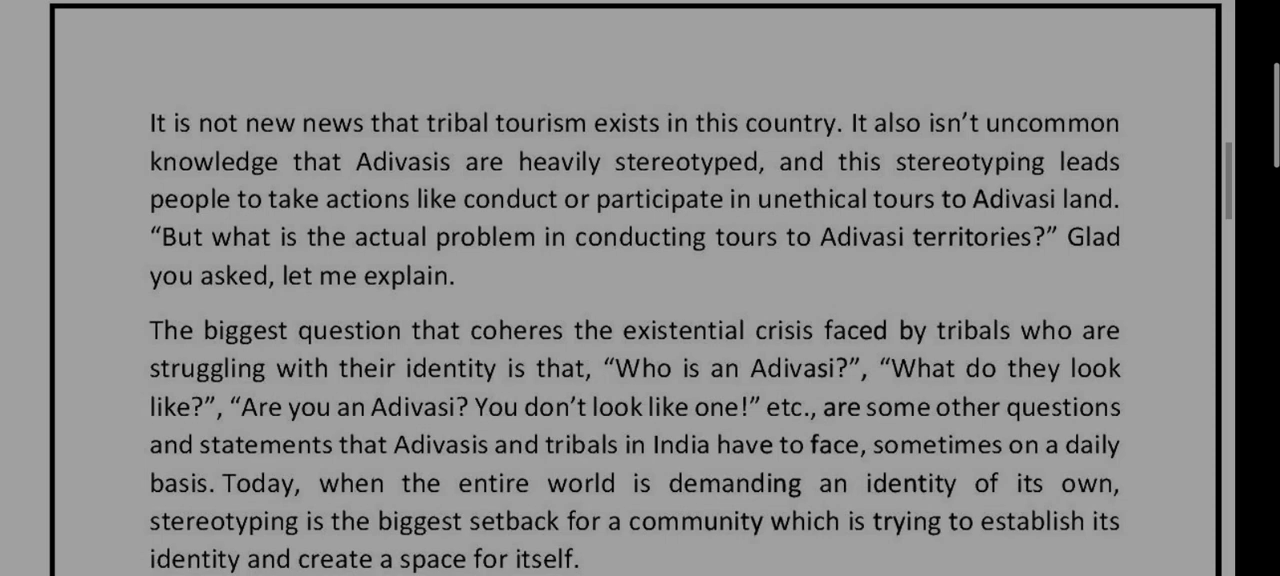 It is not new news that tribal tourism exists in this country. It also isn’t uncommon
knowledge that Adivasis are heavily stereotyped, and this stereotyping leads
people to take actions like conduct or participate in unethical tours to Adivasi land.
“But what is the actual problem in conducting tours to Adivasi territories?” Glad
you asked, let me explain.
The biggest question that coheres the existential crisis faced by tribals who are
struggling with their identity is that, “Who is an Adivasi?”, “What do they look
like?”, “Are you an Adivasi? You don’t look like one!” etc., are some other questions
and statements that Adivasis and tribals in India have to face, sometimes on a daily
basis. Today, when the entire world is demanding an identity of its own,
stereotyping is the biggest setback for a community which is trying to establish its
identity and create a space for itself.